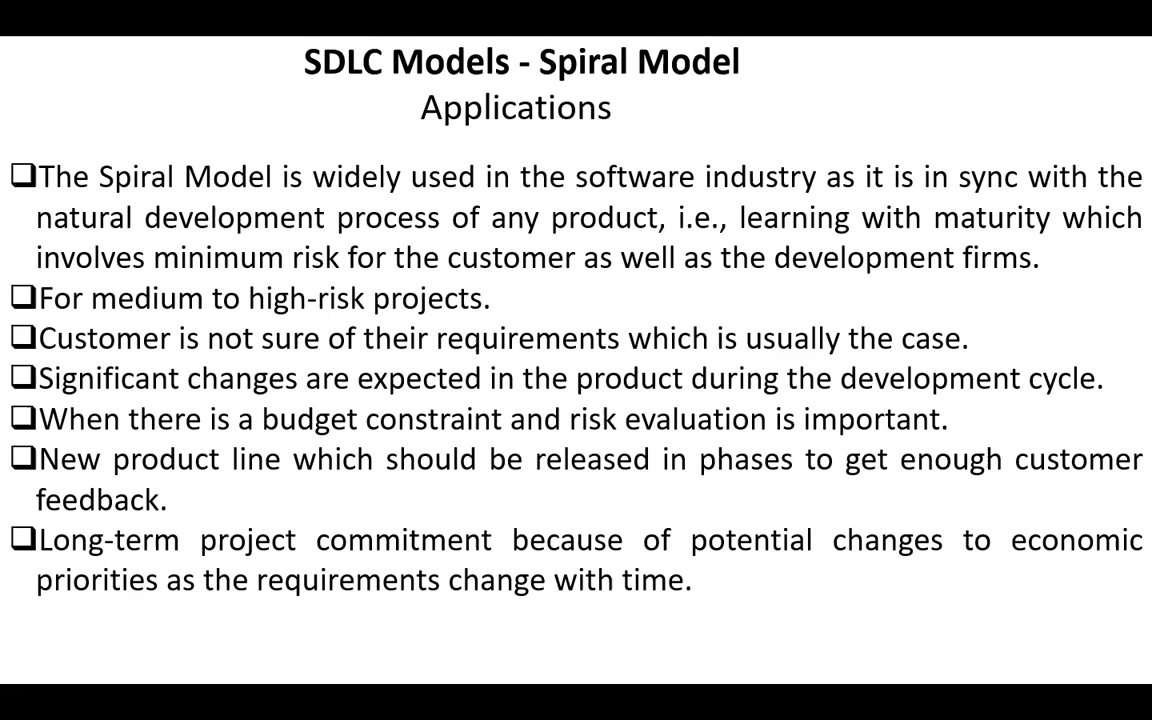 SDLC Models - Spiral Model
Applications
❑The Spiral Model is widely used in the software industry as it is in sync with the
natural development process of any product, i.e., learning with maturity which
involves minimum risk for the customer as well as the development firms.
❑For medium to high-risk projects.
❑Customer is not sure of their requirements which is usually the case.
❑Significant changes are expected in the product during the development cycle.
❑When there is a budget constraint and risk evaluation is important.
❑New product line which should be released in phases to get enough customer
feedback.
❑Long-term project commitment because of potential changes to economic
priorities as the requirements change with time.